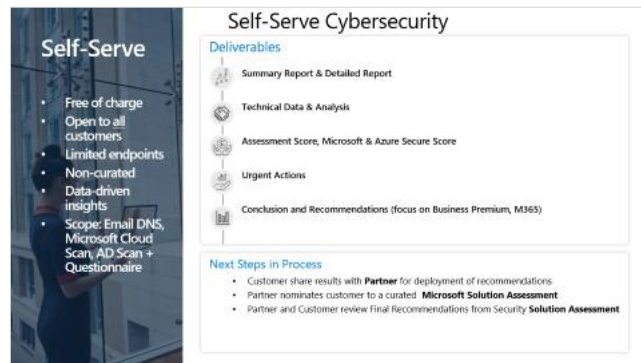 Self-Serve Cybersecurity
Self-Serve
• Free of charge
• Open to all
customers
• Limited endpoints
• Non-curated
• Data-driven
insights
• Scope: Email DNS,
Microsoft Cloud
Scan, AD Scan +
Questionnaire
Deliverables
Summary Report & Detailed Report
Technical Data & Analysis
Assessment Score, Microsoft & Azure Secure Score
Urgent Actions
Conclusion and Recommendations (focus on Business Premium, M365)
Next Steps in Process
• Customer share results with Partner for deployment of recommendations
• Partner nominates customer to a curated Microsoft Solution Assessment
• Partner and Customer review Final Recommendations from Security Solution Assessment